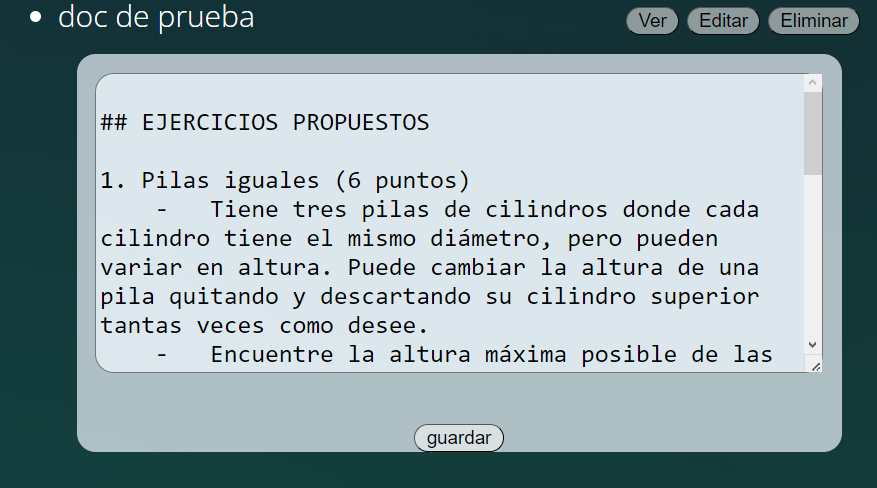 doc de prueba
Ver
Editar
Eliminar
## EJERCICIOS PROPUESTOS
1. Pilas iguales (6 puntos)
- Tiene tres pilas de cilindros donde cada
cilindro tiene el mismo diámetro, pero pueden
variar en altura. Puede cambiar la altura de una
pila quitando y descartando su cilindro superior
tantas veces como desee.
- Encuentre la altura máxima posible de las
guardar